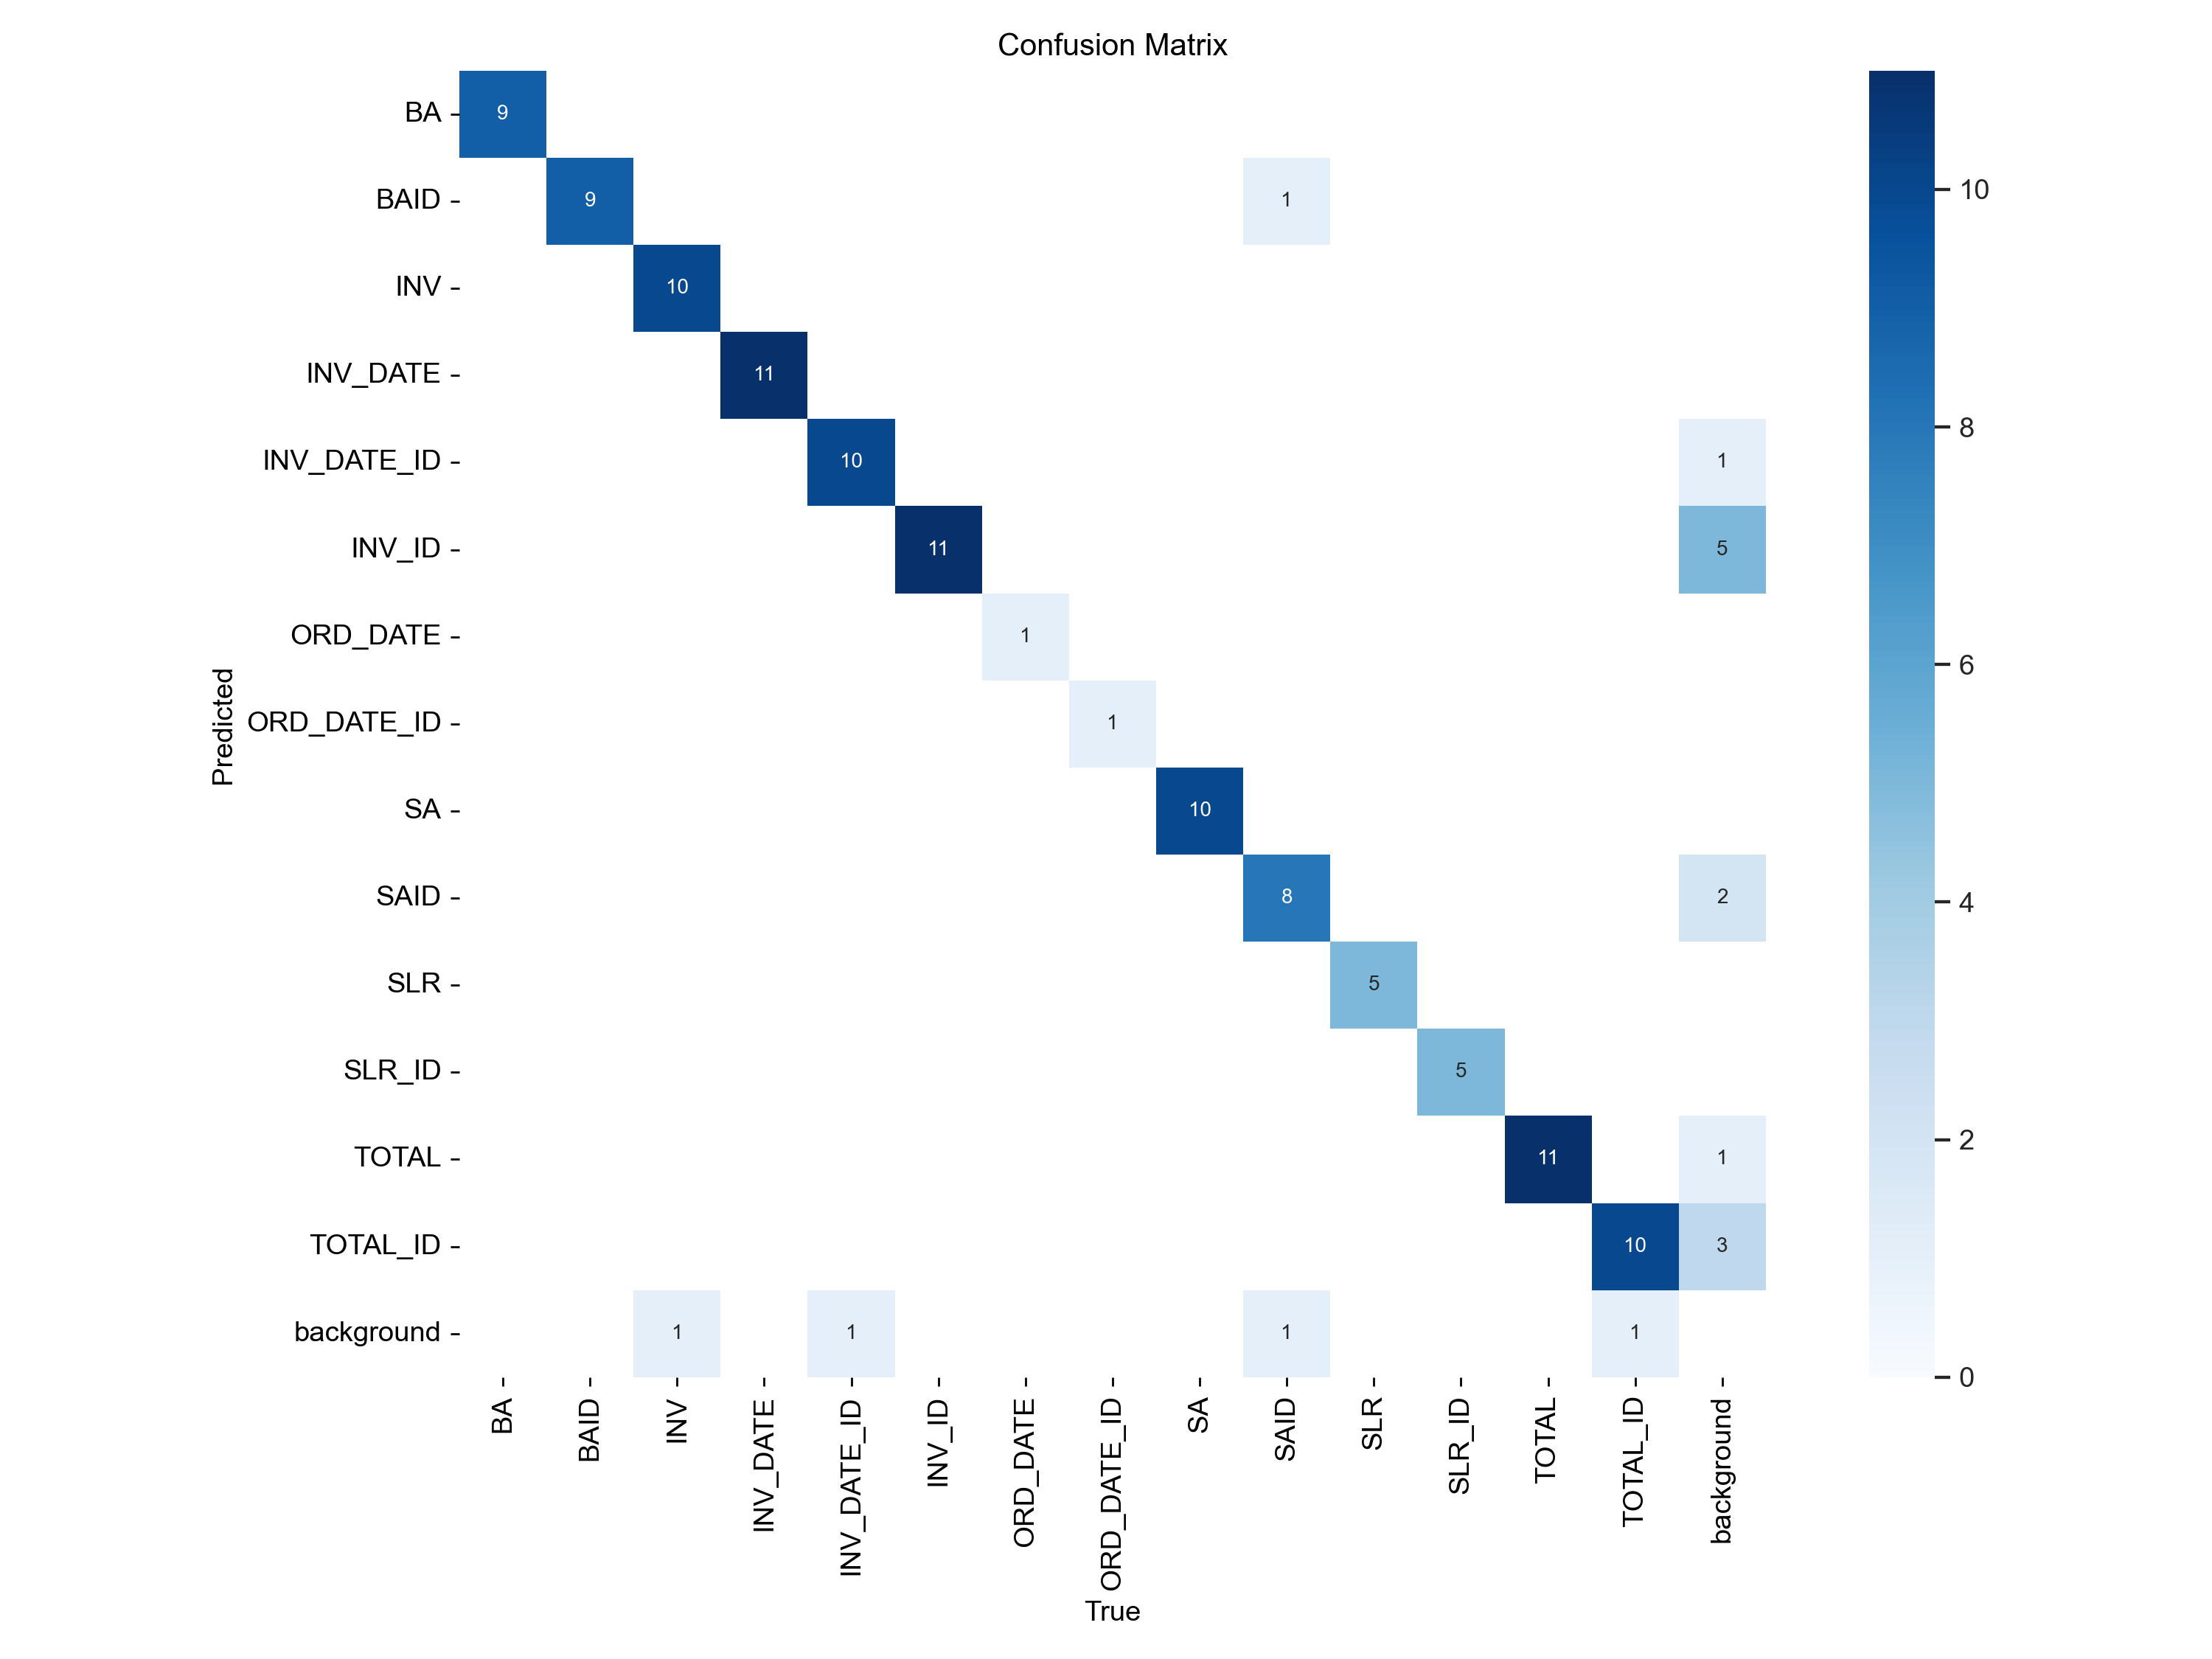 Confusion Matrix
BA
9
BAID
9
1
INV
10
INV_DATE
11
INV_DATE_ID
10
1
INV_ID
11
5
ORD_DATE
1
ORD_DATE_ID
1
SA
10
SAID
8
2
SLR
5
SLR_ID
5
TOTAL
11
1
TOTAL_ID
10
3
background
1
1
1
1
Predicted
BA
BAID
INV
INV_DATE
INV_DATE_ID
INV_ID
ORD_DATE
ORD_DATE_ID
SA
SAID
SLR
SLR_ID
TOTAL
TOTAL_ID
background
True
10
8
6
4
2
0